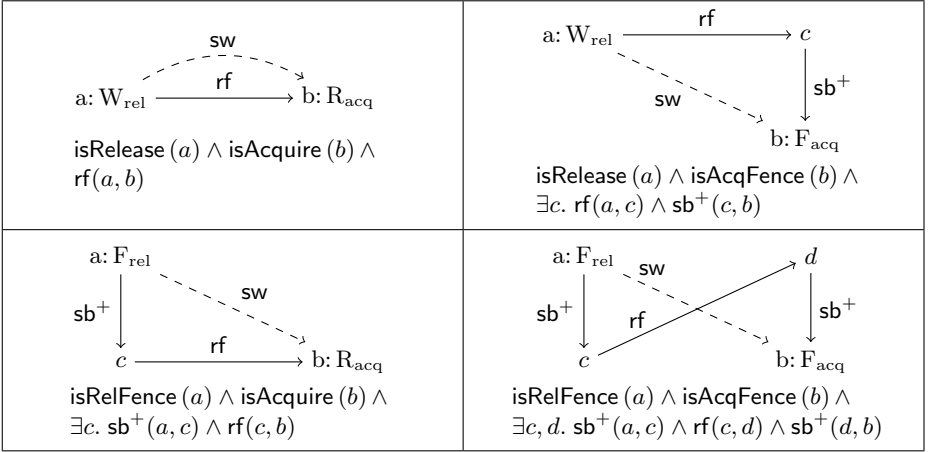 sw
rf
a: W_rel b: R_acq
isRelease (a) ∧ isAcquire (b) ∧
rf(a, b)
rf
a: W_rel c
sb⁺
sw
b: F_acq
isRelease (a) ∧ isAcqFence (b) ∧
∃c. rf(a, c) ∧ sb⁺(c, b)
a: F_rel
sw
sb⁺
rf
c b: R_acq
isRelFence (a) ∧ isAcquire (b) ∧
∃c. sb⁺(a, c) ∧ rf(c, b)
a: F_rel d
sw
sb⁺ sb⁺
rf
c b: F_acq
isRelFence (a) ∧ isAcqFence (b) ∧
∃c, d. sb⁺(a, c) ∧ rf(c, d) ∧ sb⁺(d, b)